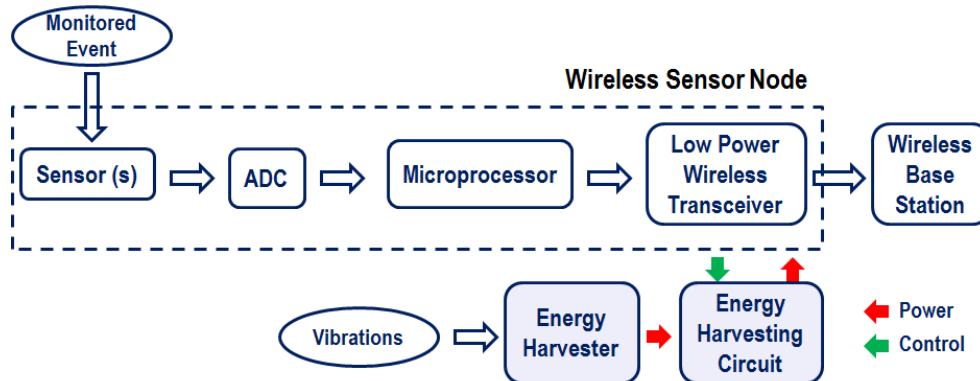 Monitored
Event
Wireless Sensor Node
Sensor (s)
ADC
Microprocessor
Low Power
Wireless
Transceiver
Wireless
Base
Station
Vibrations
Energy
Harvester
Energy
Harvesting
Circuit
Power
Control